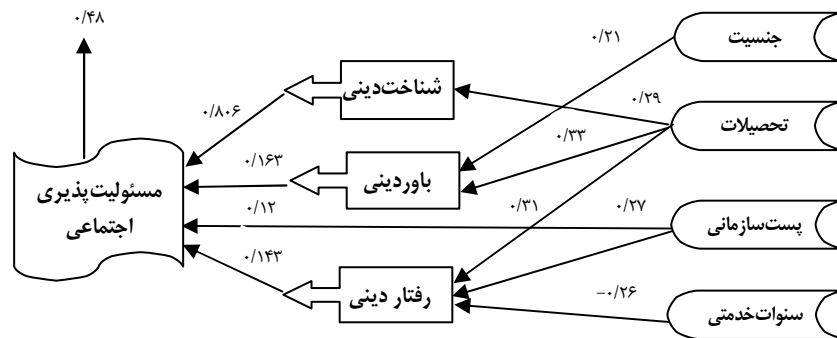 ۰/۴۸
جنسیت
۰/۲۱
شناخت‌دینی
۰/۲۹
۰/۸۰۶
تحصیلات
۰/۳۳
۰/۱۶۳
باوردینی
مسئولیت‌پذیری
اجتماعی
۰/۱۲
۰/۳۱
۰/۲۷
پست‌سازمانی
۰/۱۴۳
رفتار دینی
-۰/۲۶
سنوات‌خدمتی